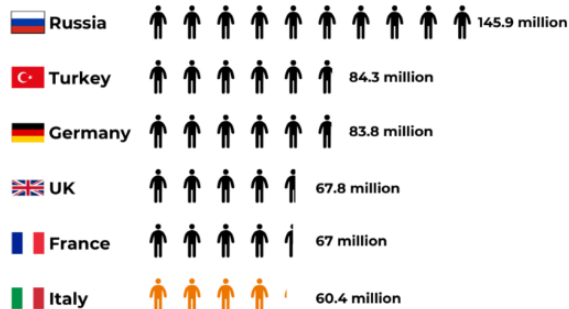 Russia 145.9 million
Turkey 84.3 million
Germany 83.8 million
UK 67.8 million
France 67 million
Italy 60.4 million